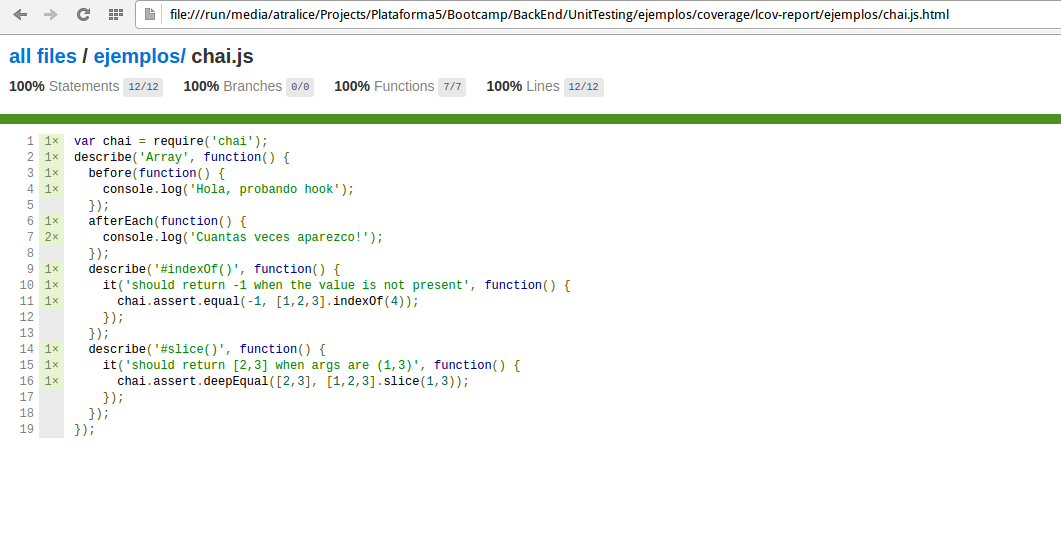 file:///run/media/atralice/Projects/Plataforma5/Bootcamp/BackEnd/UnitTesting/ejemplos/coverage/lcov-report/ejemplos/chai.js.html
all files / ejemplos/ chai.js
100% Statements 12/12 100% Branches 0/0 100% Functions 7/7 100% Lines 12/12
1 1× var chai = require('chai');
2 1× describe('Array', function() {
3 1×   before(function() {
4 1×     console.log('Hola, probando hook');
5   });
6 1×   afterEach(function() {
7 2×     console.log('Cuantas veces aparezco!');
8   });
9 1×   describe('#indexOf()', function() {
10 1×     it('should return -1 when the value is not present', function() {
11 1×       chai.assert.equal(-1, [1,2,3].indexOf(4));
12     });
13   });
14 1×   describe('#slice()', function() {
15 1×     it('should return [2,3] when args are (1,3)', function() {
16 1×       chai.assert.deepEqual([2,3], [1,2,3].slice(1,3));
17     });
18   });
19 });